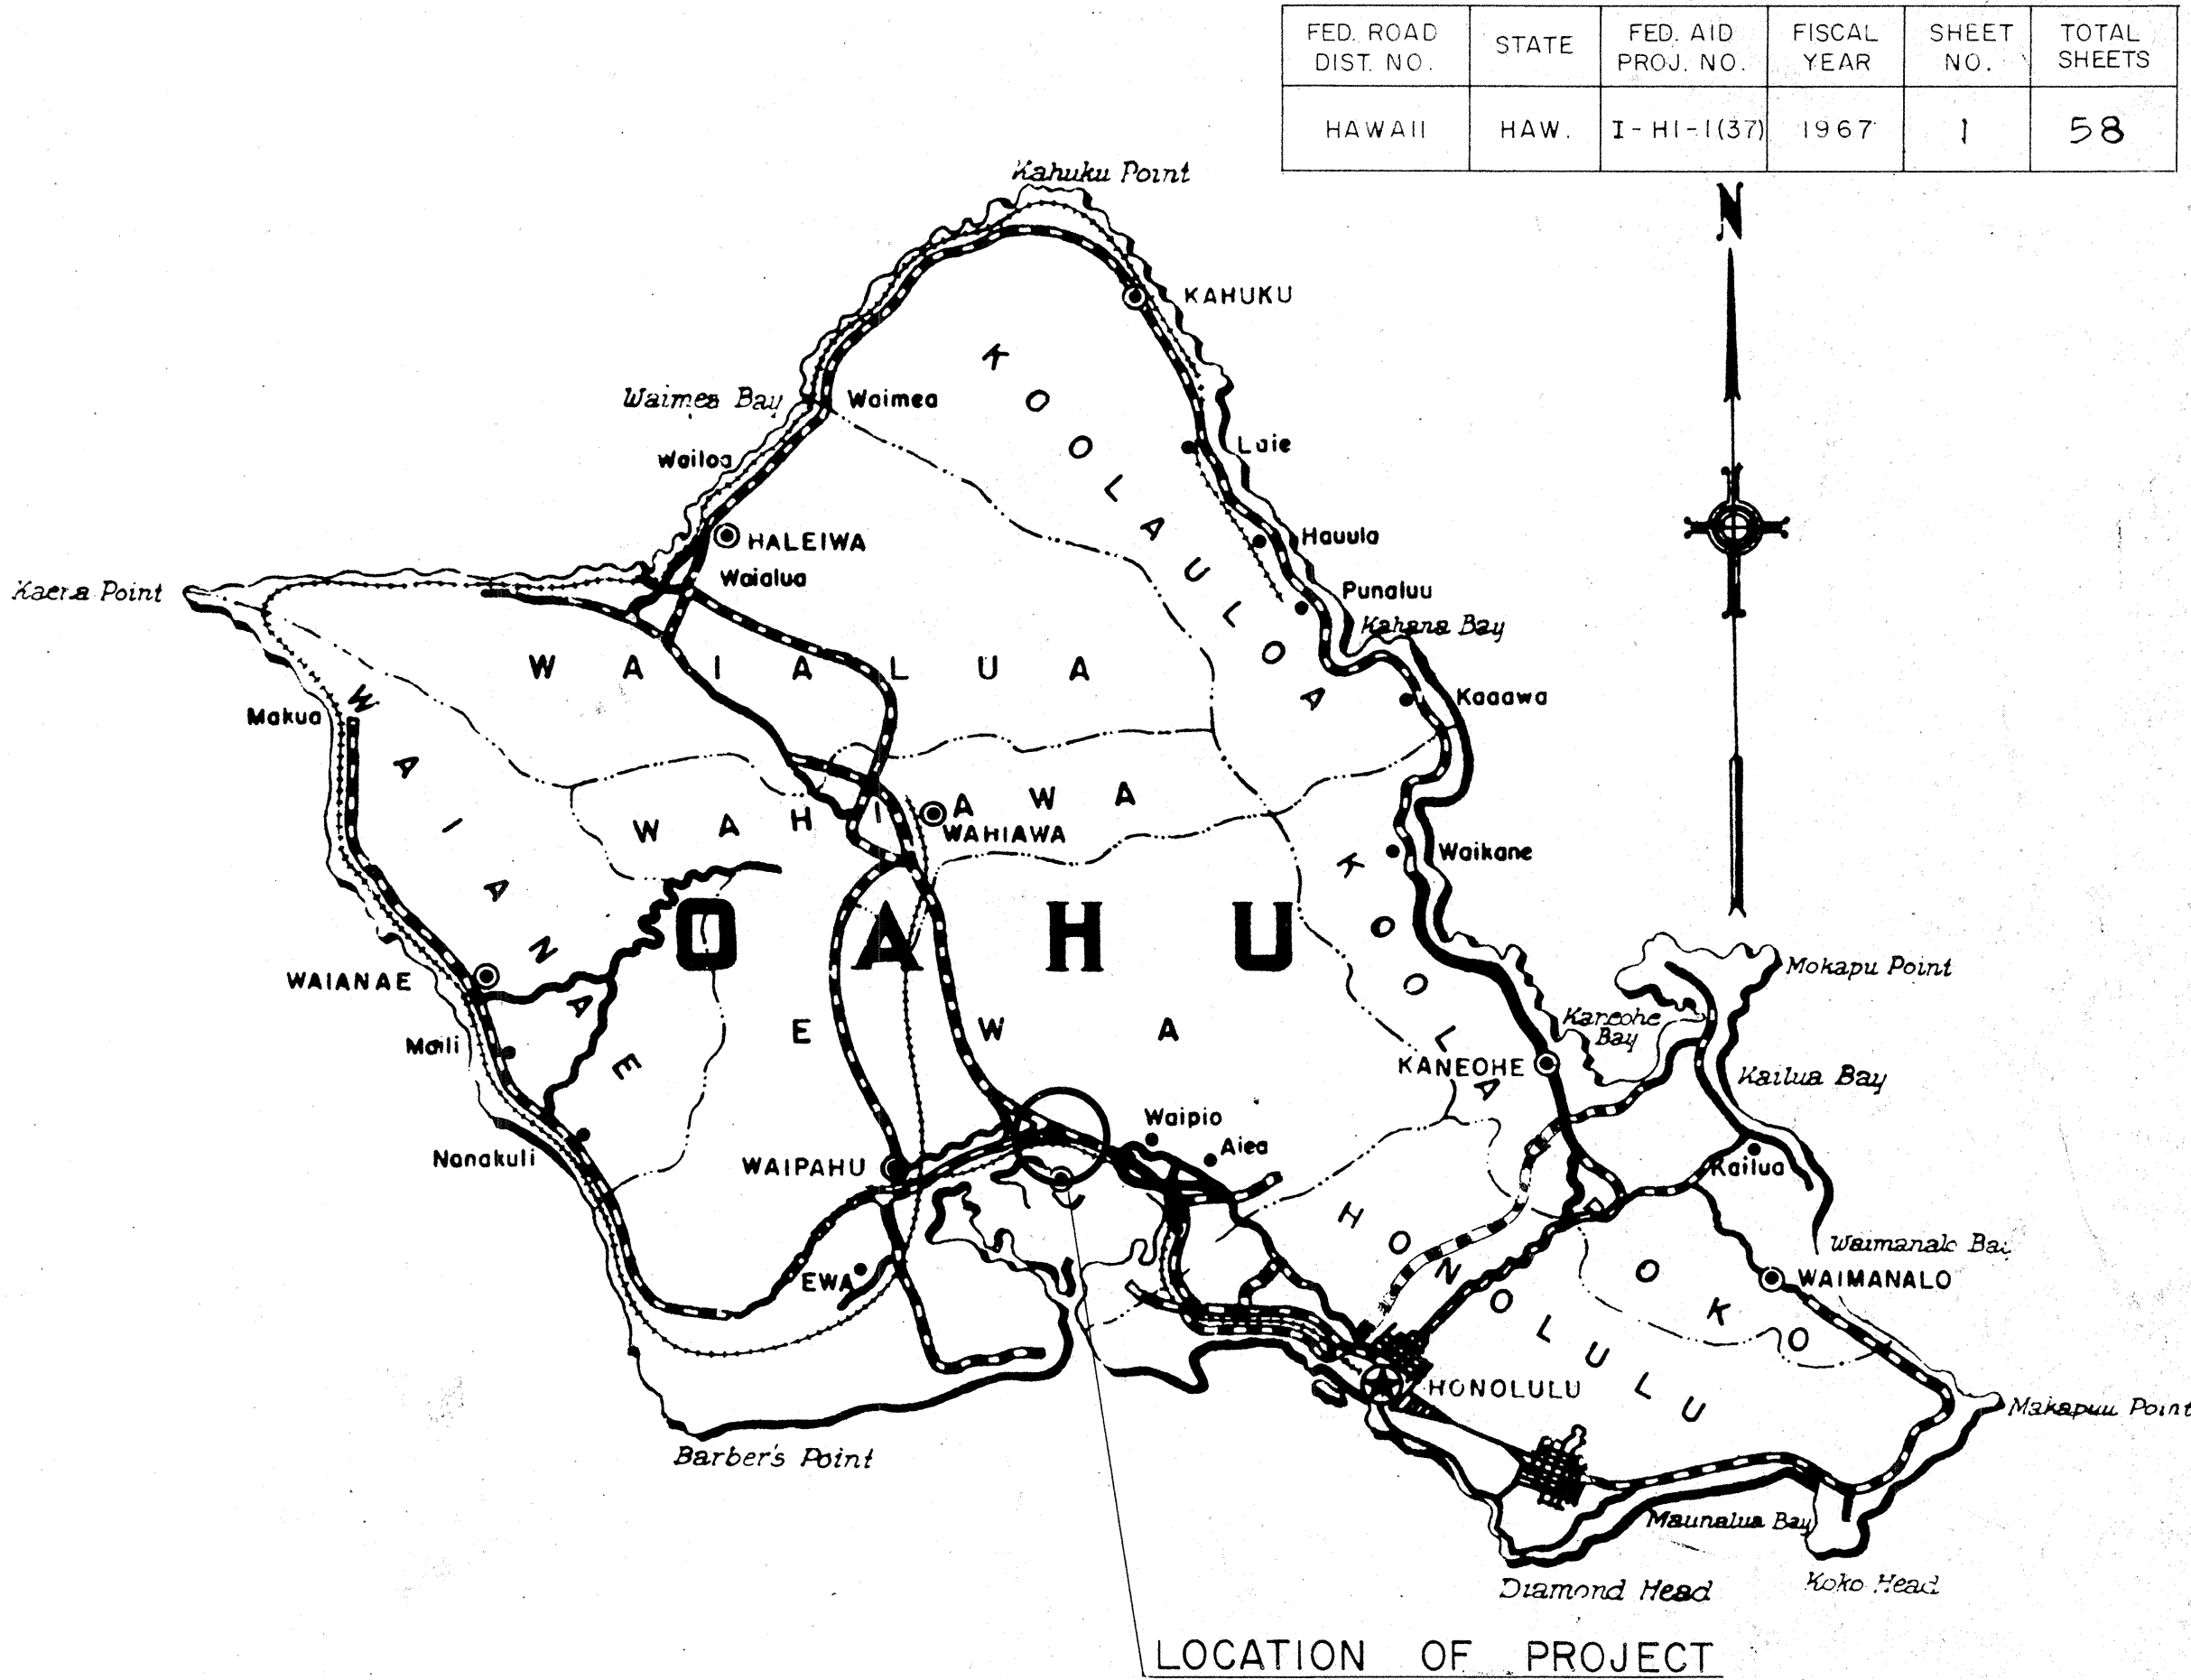 FED. ROAD DIST. NO.
STATE
FED. AID PROJ. NO.
FISCAL YEAR
SHEET NO.
TOTAL SHEETS
HAWAII
HAW.
I-HI-1(37)
1967
1
58
N
Kahuku Point
KAHUKU
Waimea Bay
Waimea
Laie
Wailoa
HALEIWA
Hauula
Waialua
Kaena Point
Punaluu
Kahana Bay
KOOLAULOA
WAIALUA
Kaaawa
Makua
WAHIAWA
WAHIAWA
Waikane
WAIANAE
OAHU
KOOLAUPOKO
Mokapu Point
WAIANAE
Kaneohe Bay
EWA
Maili
KANEOHE
Kailua Bay
Waipio
Aiea
Nanakuli
WAIPAHU
Kailua
HONOLULU
Waimanalo Bay
EWA
WAIMANALO
HONOLULU
Makapuu Point
Barber's Point
Maunalua Bay
Diamond Head
Koko Head
LOCATION OF PROJECT